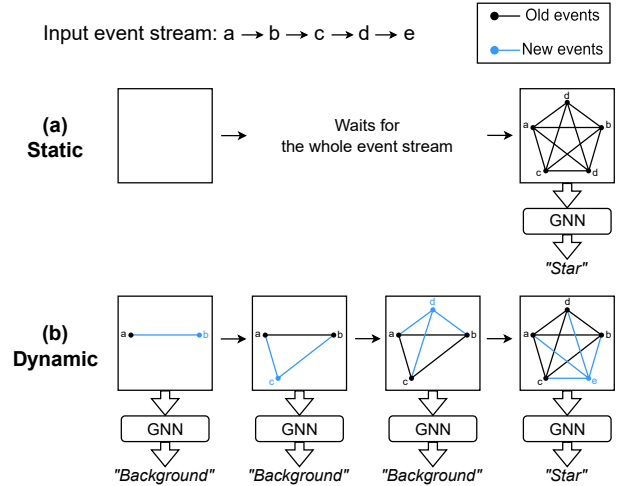 Input event stream: a → b → c → d → e
Old events
New events
(a)
Static
Waits for
the whole event stream
d
a
b
c
d
GNN
"Star"
(b)
Dynamic
a
b
a
b
c
d
a
b
c
d
a
b
c
e
GNN
GNN
GNN
GNN
"Background"
"Background"
"Background"
"Star"